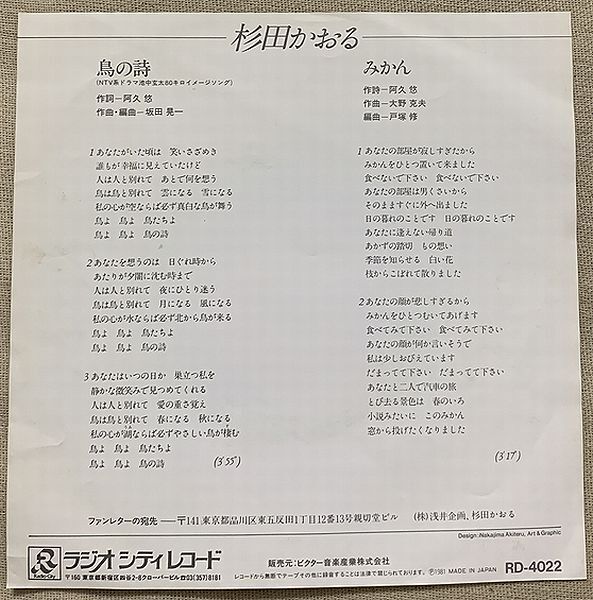 杉田かおる
鳥の詩
(NTV系ドラマ池中玄太80キロイメージソング)
作詞ー阿久 悠
作曲・編曲ー坂田 晃一
1 あなたがいた頃は 笑いさざめき
誰もが幸福に見えていたけど
人は人と別れて あとで何を想う
鳥は鳥と別れて 雲になる 雪になる
私の心が空ならば必ず真白な鳥が舞う
鳥よ 鳥よ 鳥たちよ
鳥よ 鳥よ 鳥の詩
2 あなたを想うのは 日ぐれ時から
あたりが夕闇に沈む時まで
人は人と別れて 夜にひとり迷う
鳥は鳥と別れて 月になる 風になる
私の心が水ならば必ず北から鳥が来る
鳥よ 鳥よ 鳥たちよ
鳥よ 鳥よ 鳥の詩
3 あなたはいつの日か 巣立つ私を
静かな微笑みで見つめてくれる
人は人と別れて 愛の重さ覚え
鳥は鳥と別れて 春になる 秋になる
私の心が湖ならば必ずやさしい鳥が棲む
鳥よ 鳥よ 鳥たちよ
鳥よ 鳥よ 鳥の詩 (3′55″)
みかん
作詩ー阿久 悠
作曲ー大野 克夫
編曲ー戸塚 修
1 あなたの部屋が寂しすぎたから
みかんをひとつ置いて来ました
食べないで下さい 食べないで下さい
あなたの部屋は男くさいから
そのまますぐに外へ出ました
日の暮れのことです 日の暮れのことです
あなたに逢えない帰り道
あかずの踏切 もの想い
季節を知らせる 白い花
枝からこぼれて散りました
2 あなたの顔が悲しすぎるから
みかんをひとつむいてあげます
食べてみて下さい 食べてみて下さい
あなたの顔が何か言いそうで
私は少しおびえています
だまってて下さい だまってて下さい
あなたと二人で汽車の旅
とび去る景色は 春のいろ
小説みたいに このみかん
窓から投げたくなりました
(3′17″)
ファンレターの宛先ー〒141 東京都品川区東五反田1丁目12番13号親切堂ビル (株)浅井企画、杉田かおる
Design:Nakajima Akiteru, Art & Graphic
Radio City ラジオシティレコード
〒160 東京都新宿区四谷2-8クローバービル☎03(357)8181
販売元:ビクター音楽産業株式会社
レコードから無断でテープその他に録音することは法律で禁じられております。 Ⓟ1981 MADE IN JAPAN RD-4022